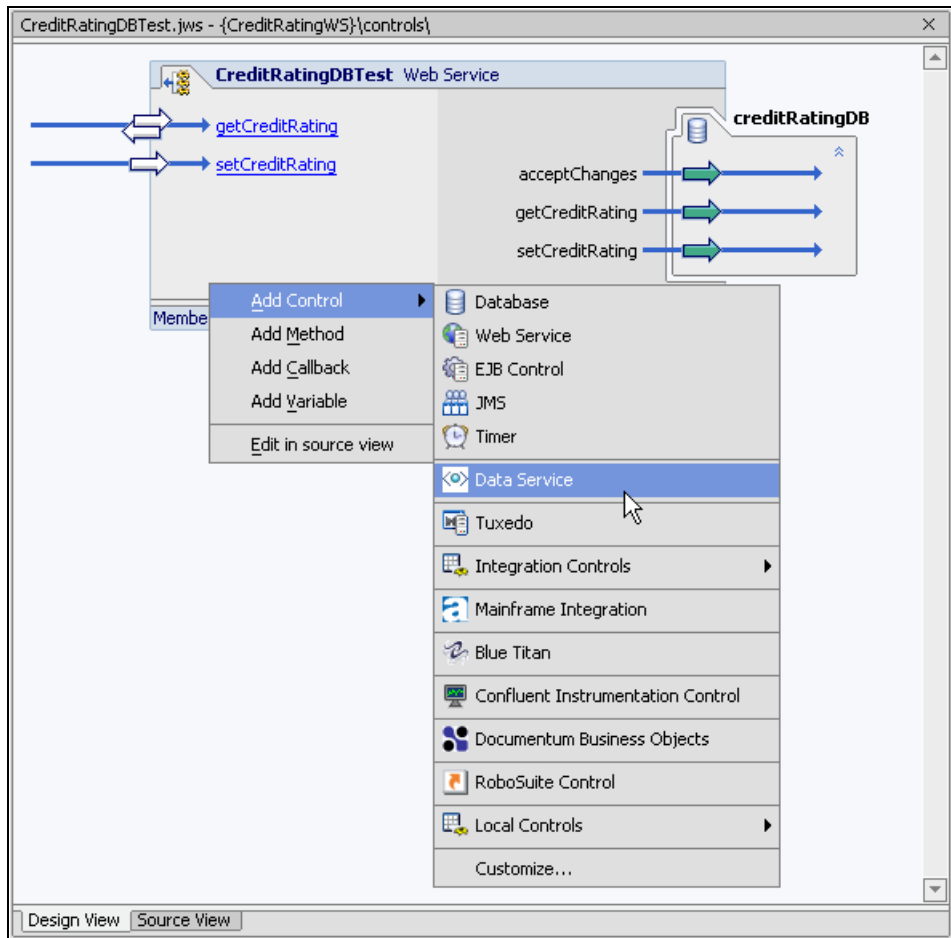 CreditRatingDBTest.jws - {CreditRatingWS}\controls\
CreditRatingDBTest Web Service
creditRatingDB
getCreditRating
setCreditRating
acceptChanges
getCreditRating
setCreditRating
Membe
Add Control
Add Method
Add Callback
Add Variable
Edit in source view
Database
Web Service
EJB Control
JMS
Timer
Data Service
Tuxedo
Integration Controls
Mainframe Integration
Blue Titan
Confluent Instrumentation Control
Documentum Business Objects
RoboSuite Control
Local Controls
Customize...
Design View Source View